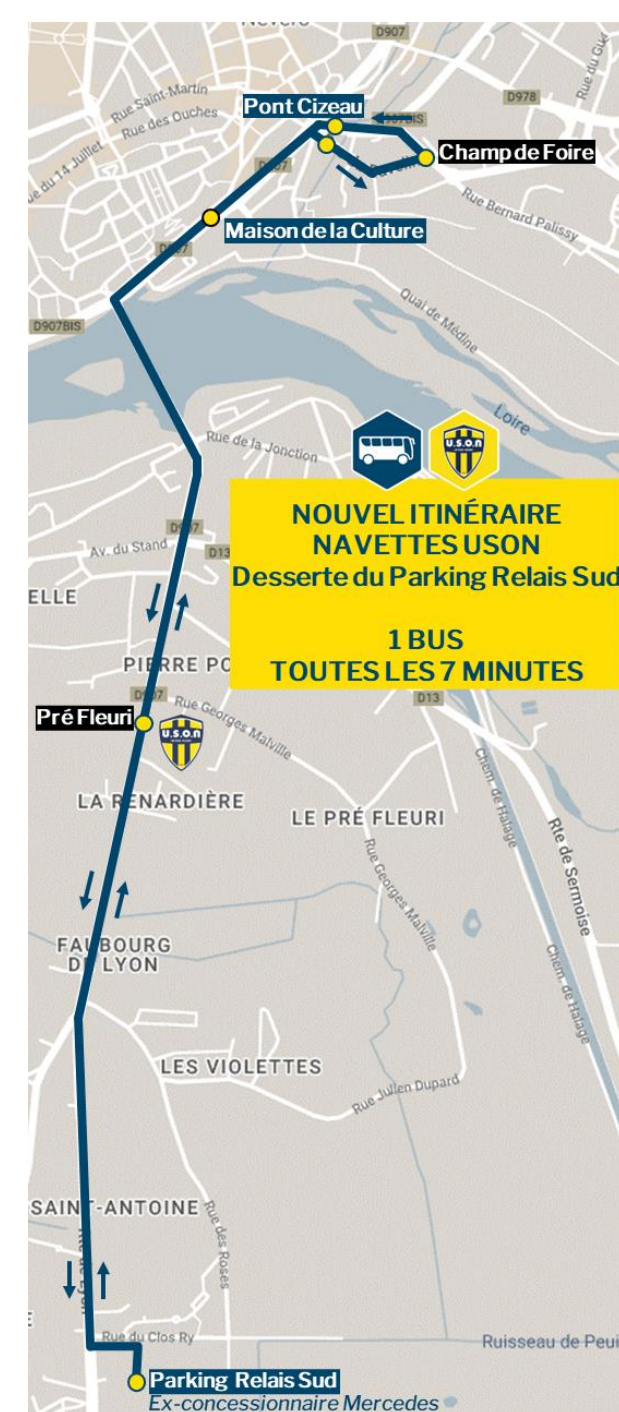 D907
D978
Rue du Gué
Rue Saint-Martin
Rue des Ouches
Pont Cizeau
Champ de Foire
Rue du 14 Juillet
Rue Bernard Palissy
Maison de la Culture
D907
D907BIS
Quai de Médine
Loire
Rue de la Jonction
U.S.O.N
NOUVEL ITINÉRAIRE
NAVETTES USON
Desserte du Parking Relais Sud
1 BUS
TOUTES LES 7 MINUTES
Av. du Stand
D13
ELLE
PIERRE PO
D907
D13
Pré Fleuri
U.S.O.N
Rue Georges Malville
LA RENARDIÈRE
LE PRÉ FLEURI
Chem. de Halage
Rte de Sermoise
Rue Georges Malville
FAUBOURG
DE LYON
Chem. de Halage
LES VIOLETTES
Rue Julien Dupard
SAINT-ANTOINE
Rue des Roses
Rue du Clos Ry
Ruisseau de Peui
Parking Relais Sud
Ex-concessionnaire Mercedes